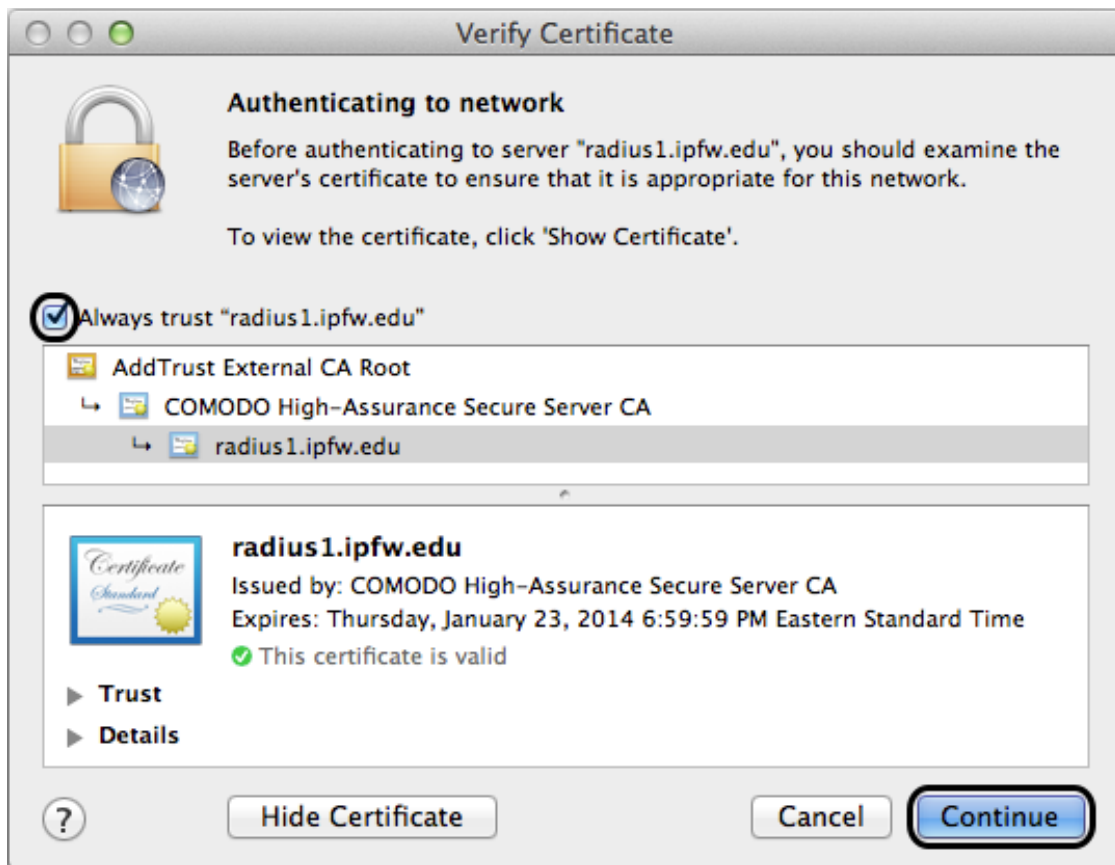 Verify Certificate
Authenticating to network
Before authenticating to server "radius1.ipfw.edu", you should examine the
server's certificate to ensure that it is appropriate for this network.
To view the certificate, click 'Show Certificate'.
Always trust “radius1.ipfw.edu”
AddTrust External CA Root
↳ COMODO High-Assurance Secure Server CA
↳ radius1.ipfw.edu
Certificate
Standard
radius1.ipfw.edu
Issued by: COMODO High-Assurance Secure Server CA
Expires: Thursday, January 23, 2014 6:59:59 PM Eastern Standard Time
This certificate is valid
Trust
Details
? Hide Certificate Cancel Continue